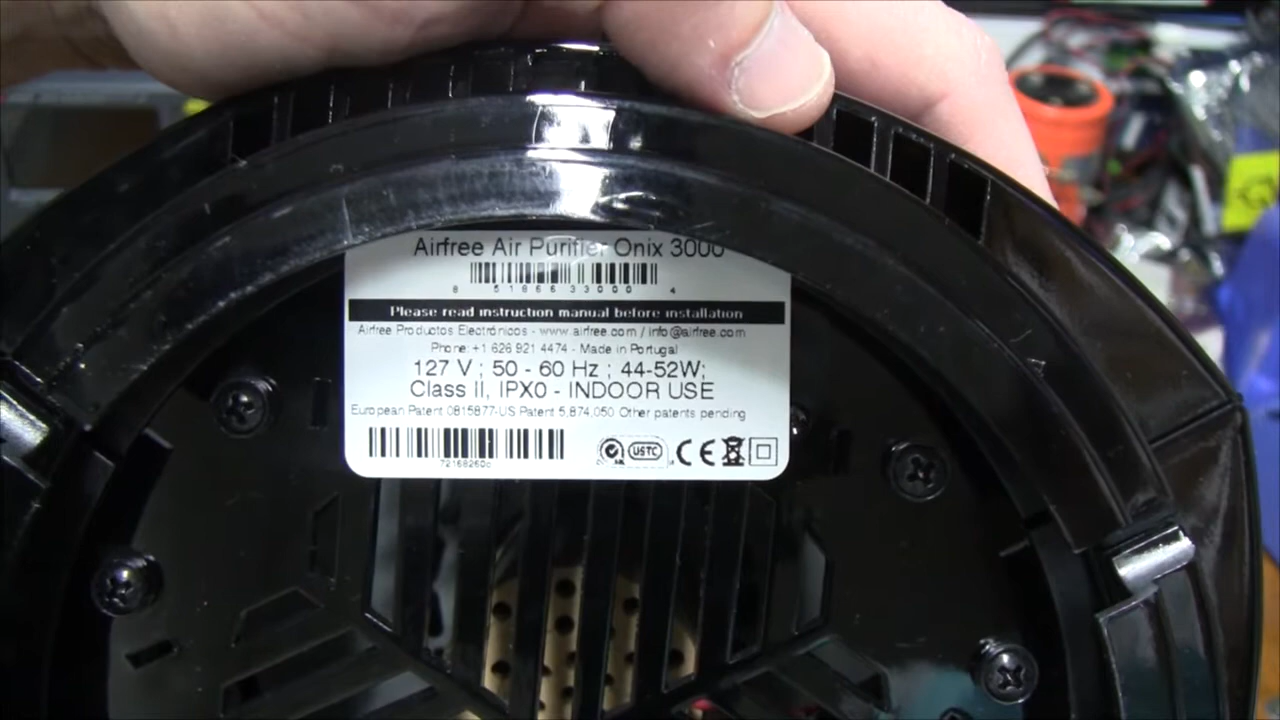 Airfree Air Purifier Onix 3000
8 51866 33000 4
Please read instruction manual before installation
Airfree Productos Electrónicos - www.airfree.com / info@airfree.com
Phone: +1 626 921 4474 - Made in Portugal
127 V ; 50 - 60 Hz ; 44-52W;
Class II, IPX0 - INDOOR USE
European Patent 0815877-US Patent 5,874,050 Other patents pending
USTC CE